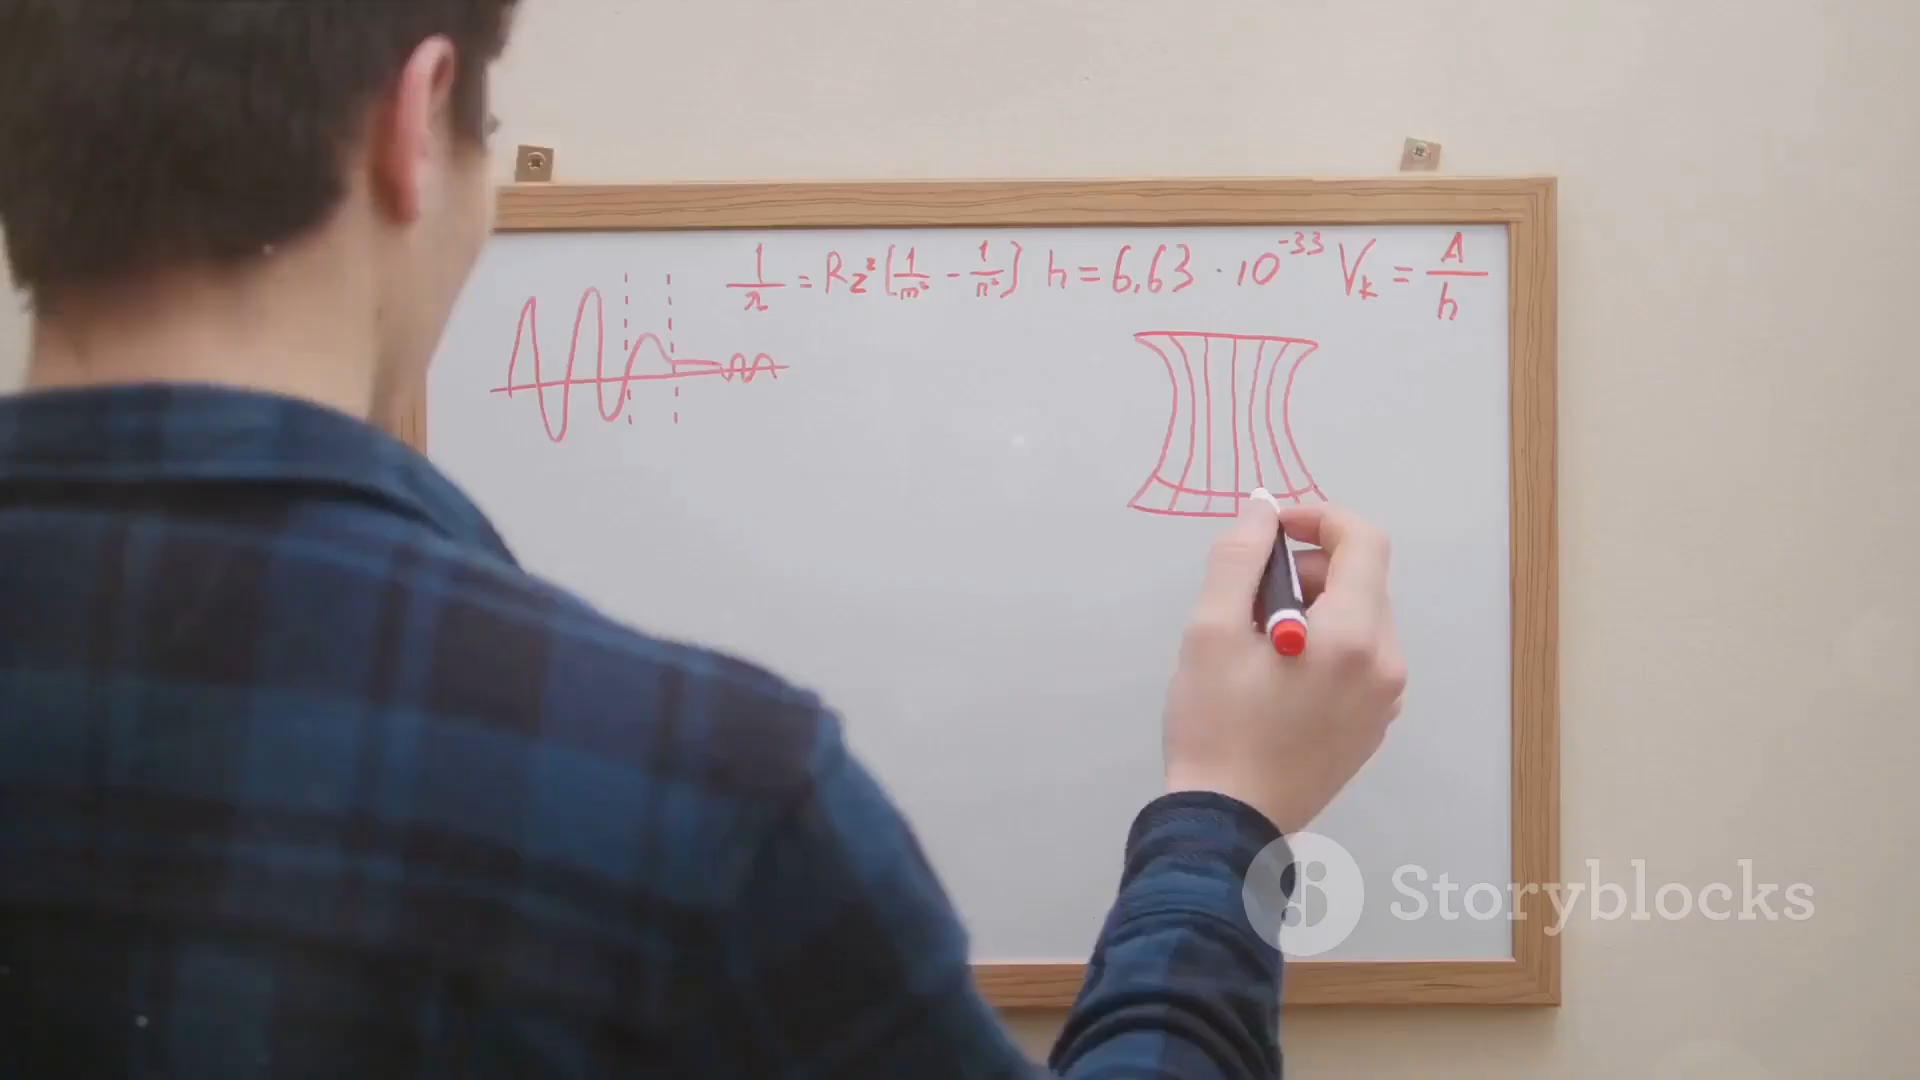 1/λ = Rz²[1/m² - 1/n²] h = 6,63 · 10⁻³³ Vₖ = A/h
Storyblocks